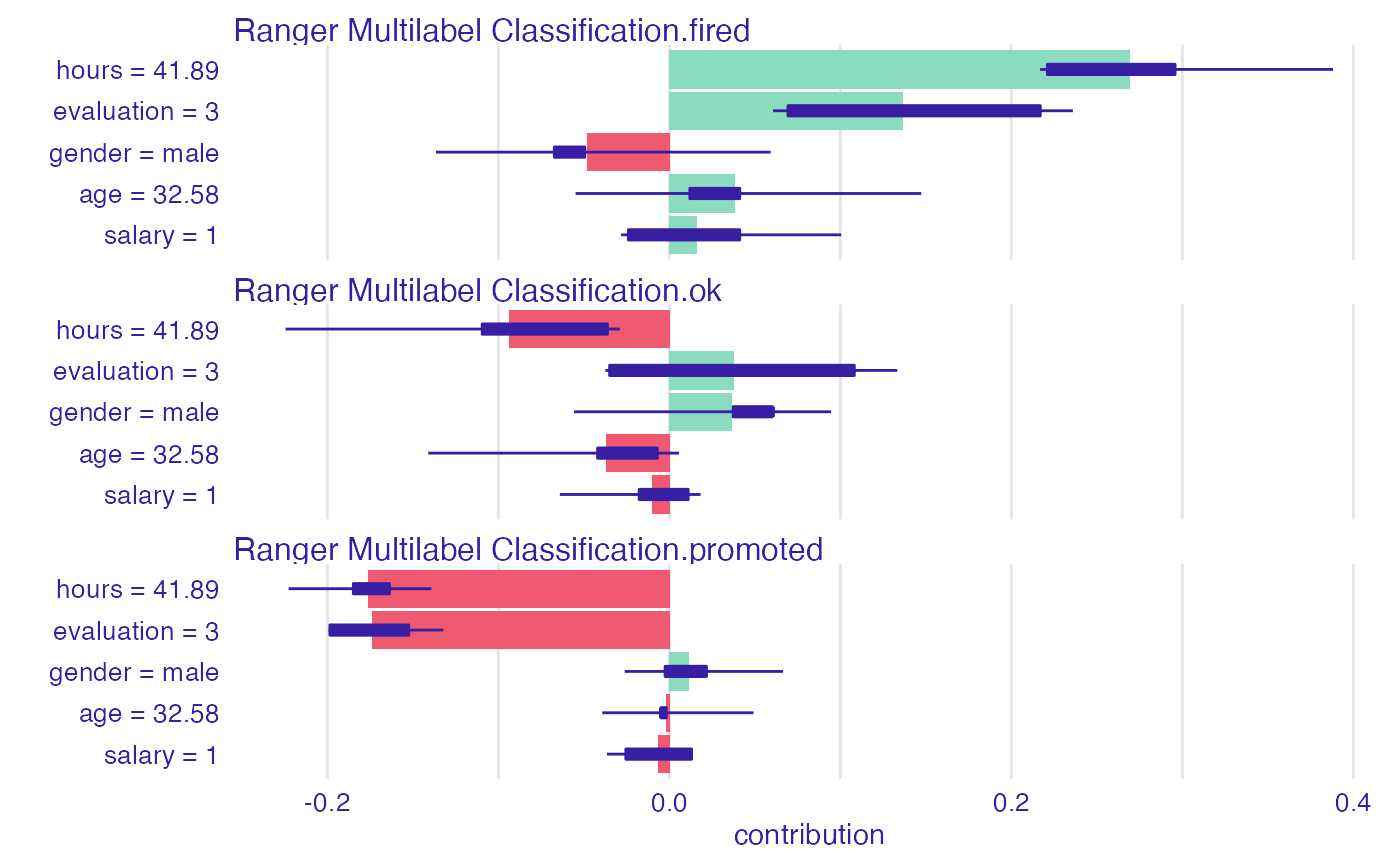 Ranger Multilabel Classification.fired
hours = 41.89
evaluation = 3
gender = male
age = 32.58
salary = 1
Ranger Multilabel Classification.ok
hours = 41.89
evaluation = 3
gender = male
age = 32.58
salary = 1
Ranger Multilabel Classification.promoted
hours = 41.89
evaluation = 3
gender = male
age = 32.58
salary = 1
-0.2 0.0 0.2 0.4
contribution